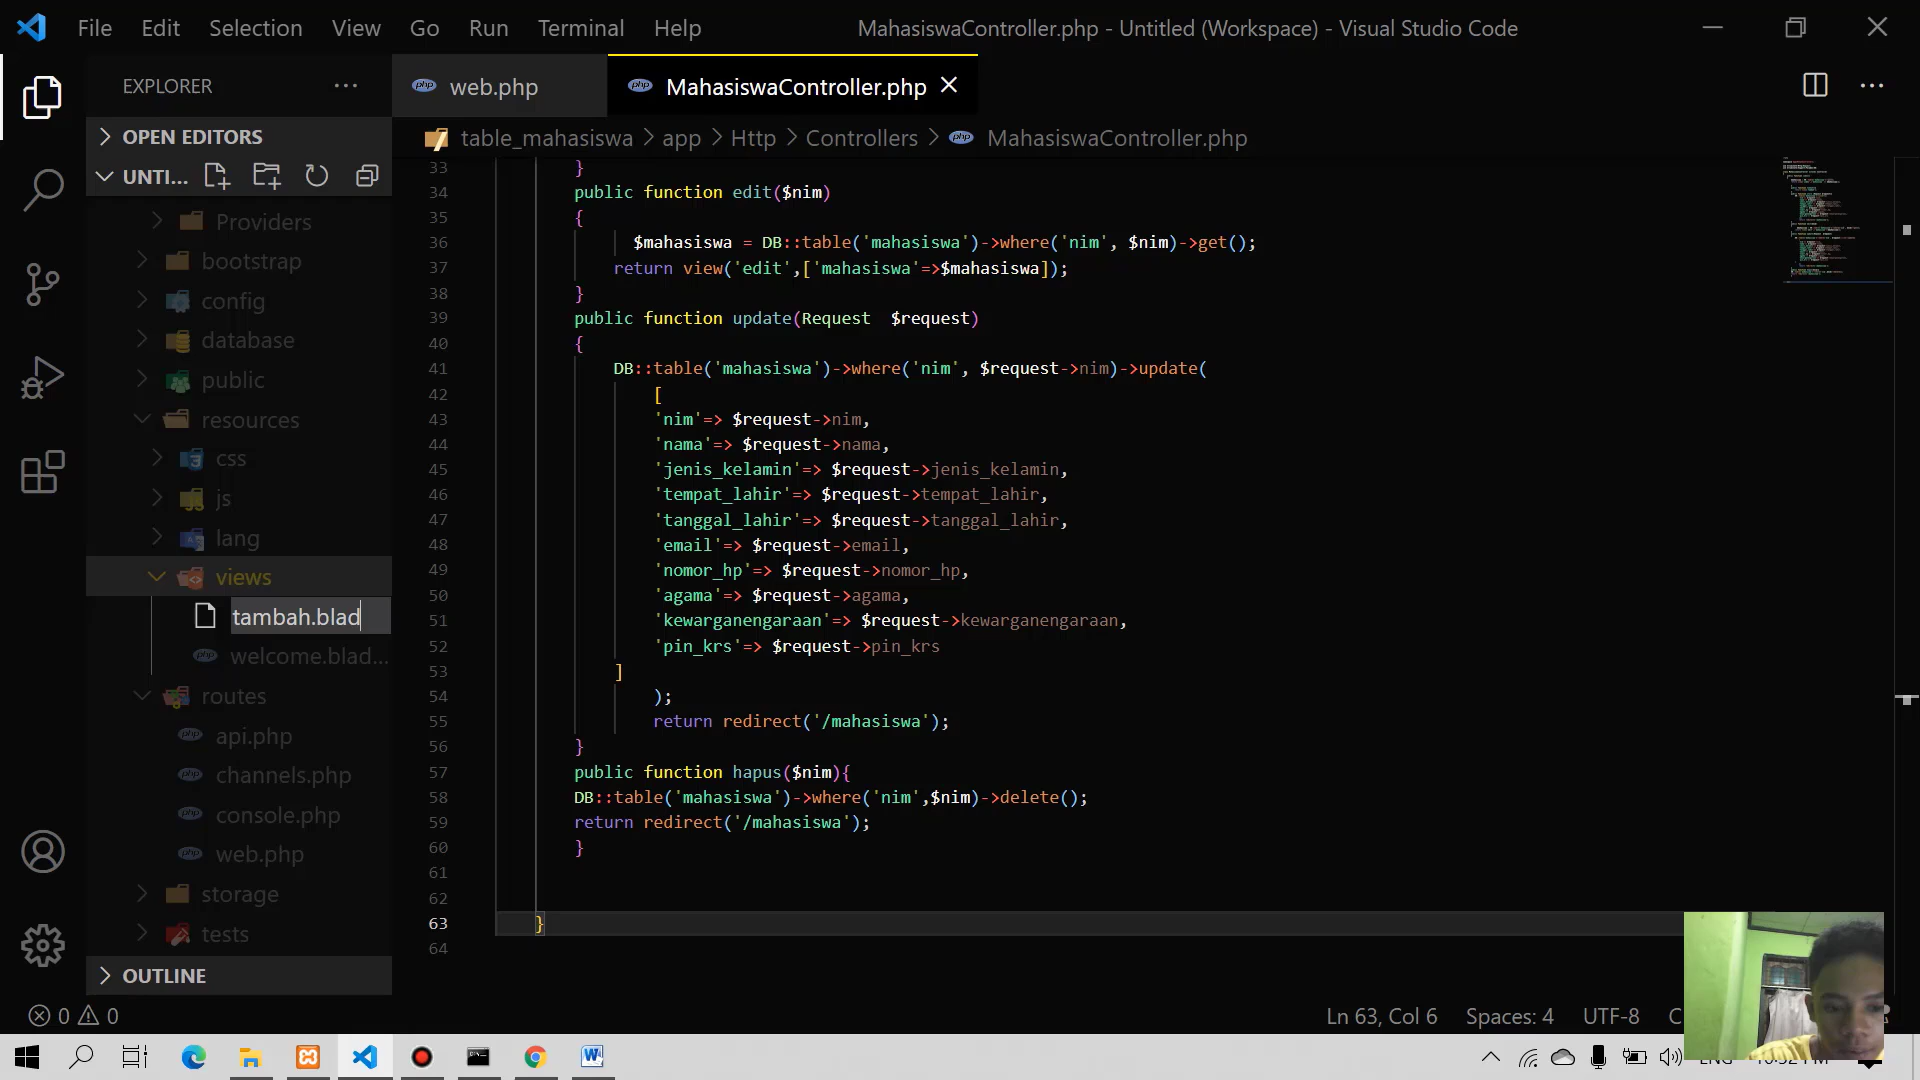 File Edit Selection View Go Run Terminal Help
MahasiswaController.php - Untitled (Workspace) - Visual Studio Code
EXPLORER
web.php
MahasiswaController.php
OPEN EDITORS
UNTI...
table_mahasiswa > app > Http > Controllers > MahasiswaController.php
Providers
bootstrap
config
database
public
resources
css
js
lang
views
tambah.blad
welcome.blad...
routes
api.php
channels.php
console.php
web.php
storage
tests
OUTLINE
33 }
34 public function edit($nim)
35 {
36 $mahasiswa = DB::table('mahasiswa')->where('nim', $nim)->get();
37 return view('edit',['mahasiswa'=>$mahasiswa]);
38 }
39 public function update(Request  $request)
40 {
41 DB::table('mahasiswa')->where('nim', $request->nim)->update(
42 [
43 'nim'=> $request->nim,
44 'nama'=> $request->nama,
45 'jenis_kelamin'=> $request->jenis_kelamin,
46 'tempat_lahir'=> $request->tempat_lahir,
47 'tanggal_lahir'=> $request->tanggal_lahir,
48 'email'=> $request->email,
49 'nomor_hp'=> $request->nomor_hp,
50 'agama'=> $request->agama,
51 'kewarganengaraan'=> $request->kewarganengaraan,
52 'pin_krs'=> $request->pin_krs
53 ]
54 );
55 return redirect('/mahasiswa');
56 }
57 public function hapus($nim){
58 DB::table('mahasiswa')->where('nim',$nim)->delete();
59 return redirect('/mahasiswa');
60 }
61
62
63 }
64
0 0
Ln 63, Col 6 Spaces: 4 UTF-8